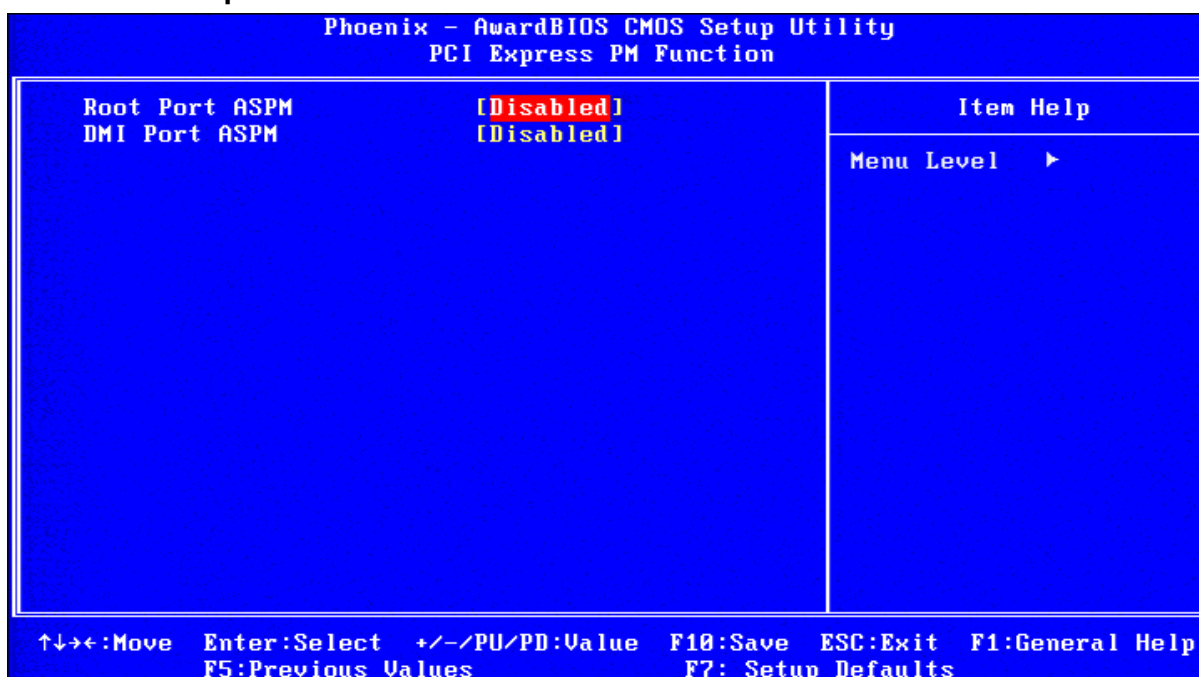 Phoenix - AwardBIOS CMOS Setup Utility
PCI Express PM Function
Root Port ASPM [Disabled]
DMI Port ASPM [Disabled]
Item Help
Menu Level ►
↑↓→←:Move Enter:Select +/-/PU/PD:Value F10:Save ESC:Exit F1:General Help
F5:Previous Values F7: Setup Defaults